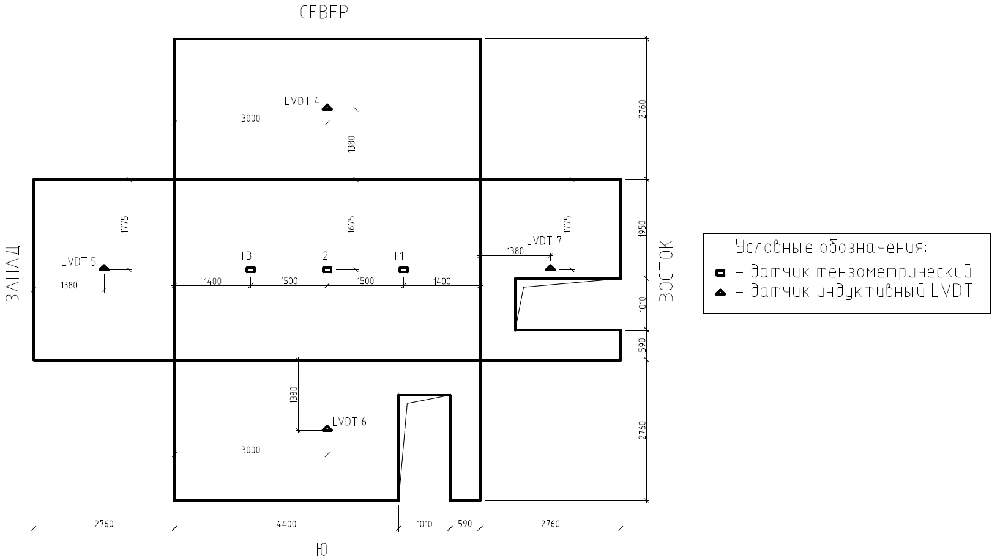 СЕВЕР
LVDT 4
3000
1380
2760
1775
1675
1775
1950
ЗАПАД
LVDT 5
1380
T3
T2
T1
1400
1500
1500
1400
LVDT 7
1380
ВОСТОК
1010
590
Условные обозначения:
– датчик тензометрический
– датчик индуктивный LVDT
1380
LVDT 6
3000
2760
2760
4400
1010
590
2760
ЮГ